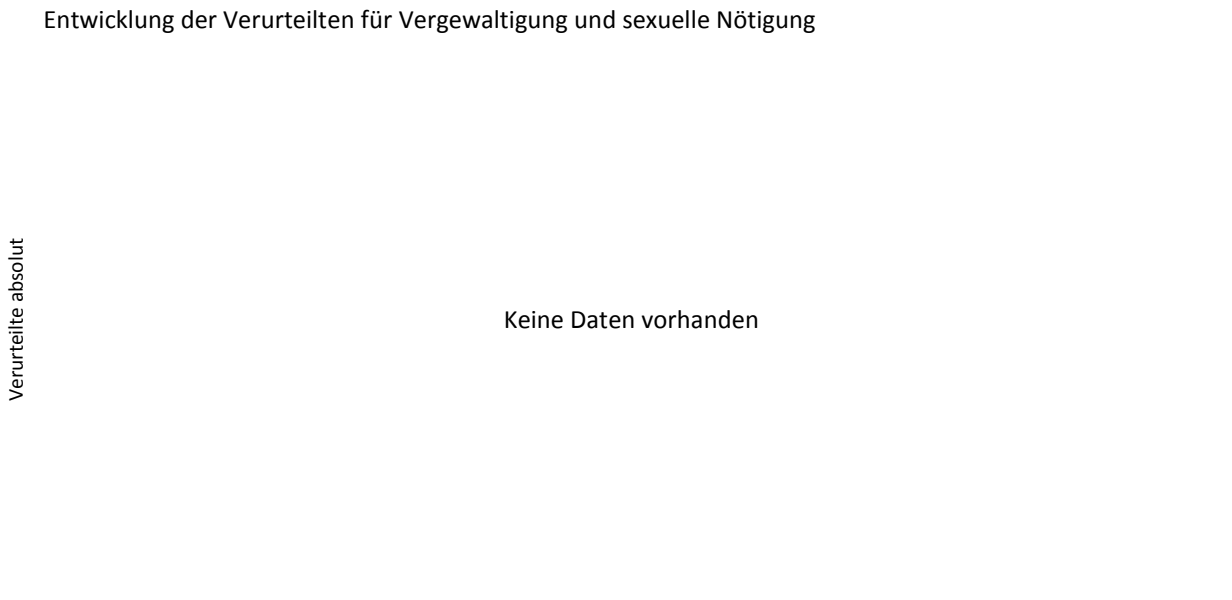 Entwicklung der Verurteilten für Vergewaltigung und sexuelle Nötigung
Verurteilte absolut
Keine Daten vorhanden